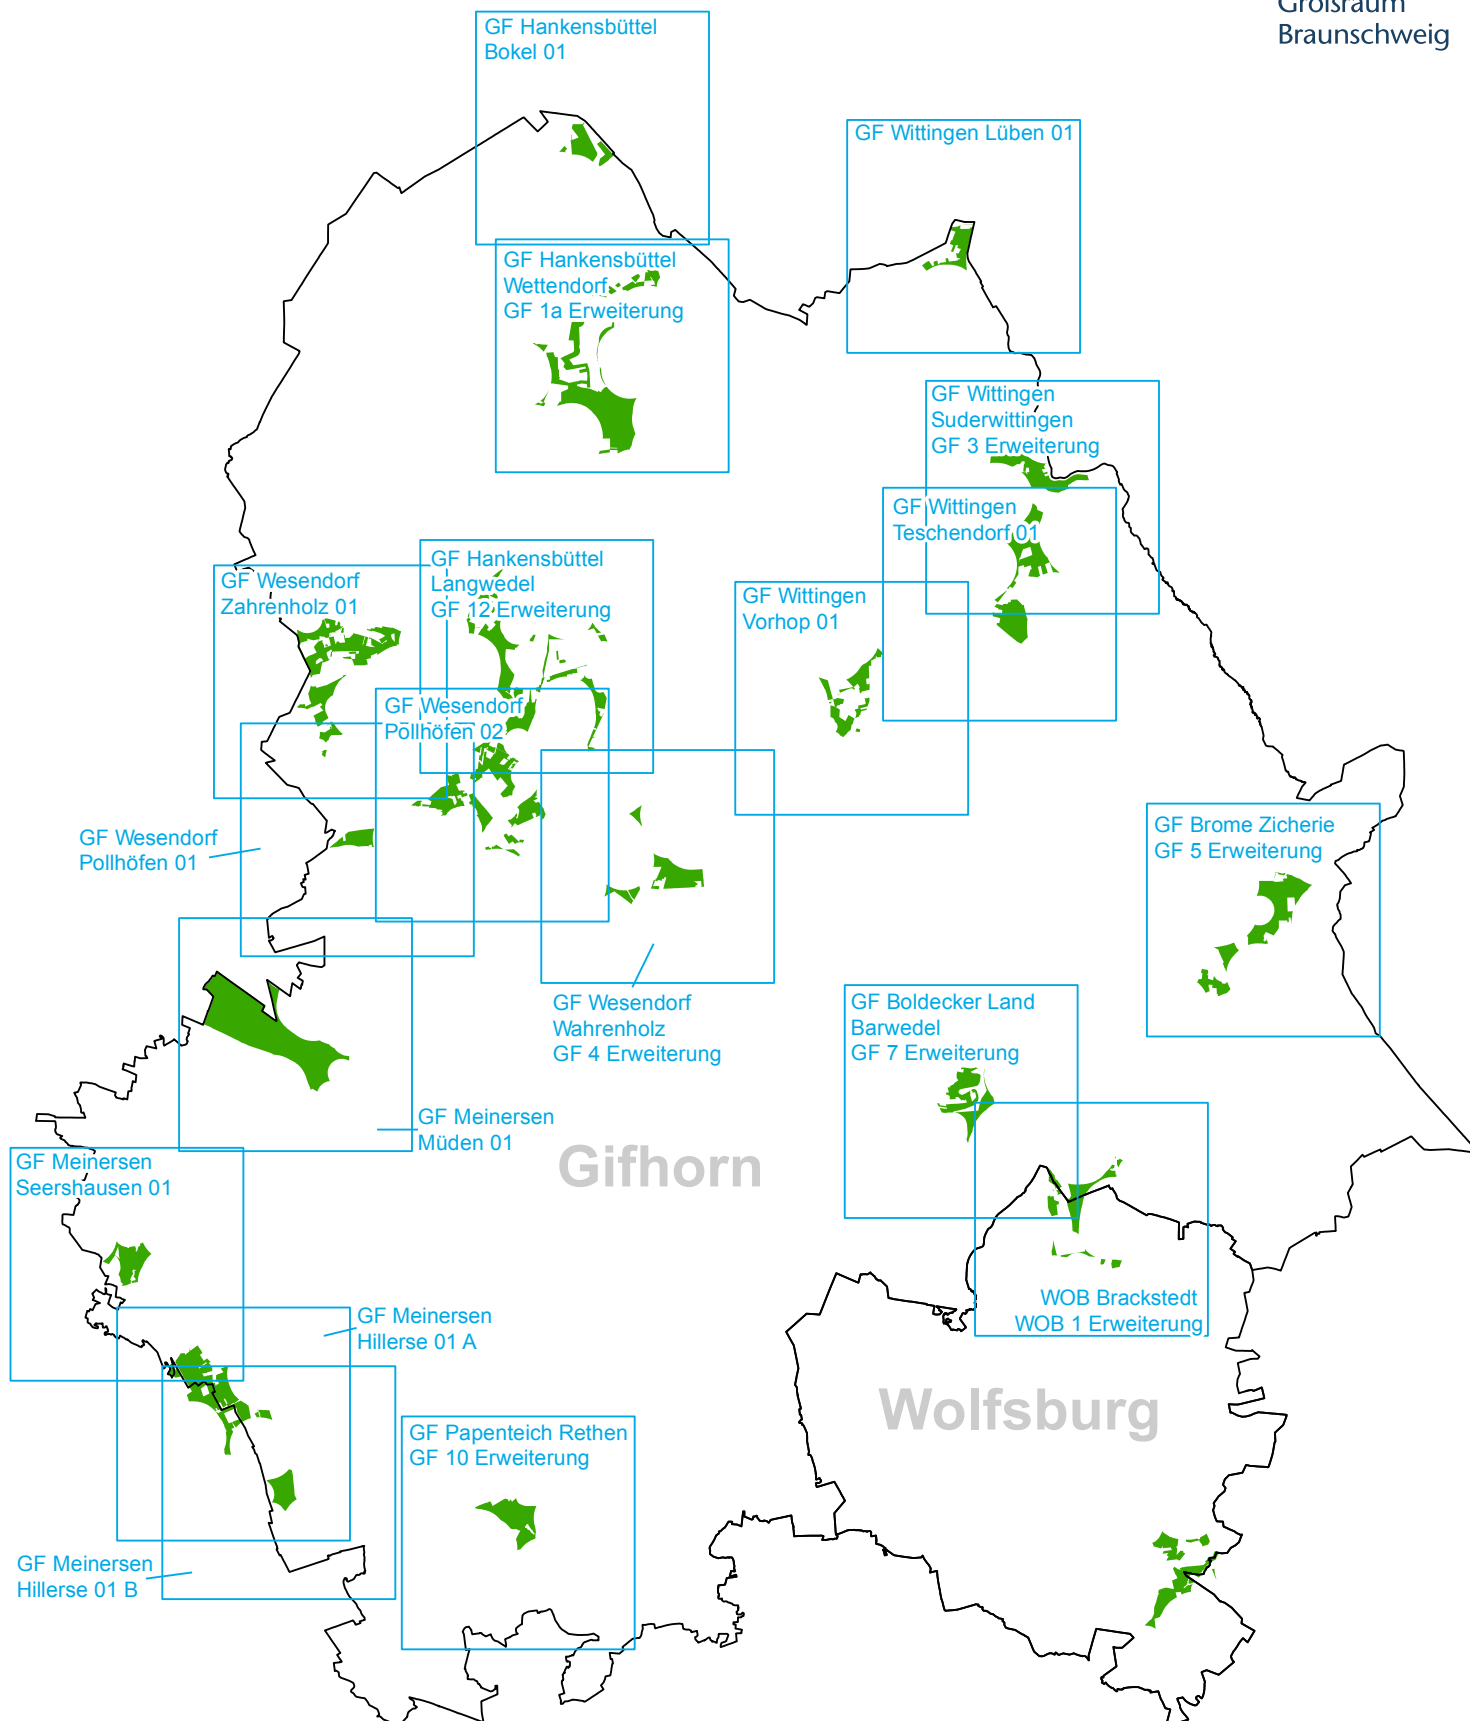 Großraum
Braunschweig
GF Hankensbüttel
Bokel 01
GF Wittingen Lüben 01
GF Hankensbüttel
Wettendorf
GF 1a Erweiterung
GF Wittingen
Suderwittingen
GF 3 Erweiterung
GF Wittingen
Teschendorf 01
GF Hankensbüttel
Langwedel
GF 12 Erweiterung
GF Wesendorf
Zahrenholz 01
GF Wittingen
Vorhop 01
GF Wesendorf
Pollhöfen 02
GF Wesendorf
Pollhöfen 01
GF Brome Zicherie
GF 5 Erweiterung
GF Wesendorf
Wahrenholz
GF 4 Erweiterung
GF Boldecker Land
Barwedel
GF 7 Erweiterung
GF Meinersen
Müden 01
Gifhorn
GF Meinersen
Seershausen 01
WOB Brackstedt
WOB 1 Erweiterung
GF Meinersen
Hillerse 01 A
Wolfsburg
GF Papenteich Rethen
GF 10 Erweiterung
GF Meinersen
Hillerse 01 B